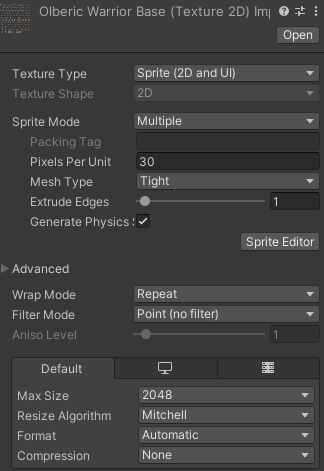 Olberic Warrior Base (Texture 2D) Im
Open
Texture Type Sprite (2D and UI)
Texture Shape 2D
Sprite Mode Multiple
Packing Tag
Pixels Per Unit 30
Mesh Type Tight
Extrude Edges 1
Generate Physics S
Sprite Editor
Advanced
Wrap Mode Repeat
Filter Mode Point (no filter)
Aniso Level 1
Default
Max Size 2048
Resize Algorithm Mitchell
Format Automatic
Compression None